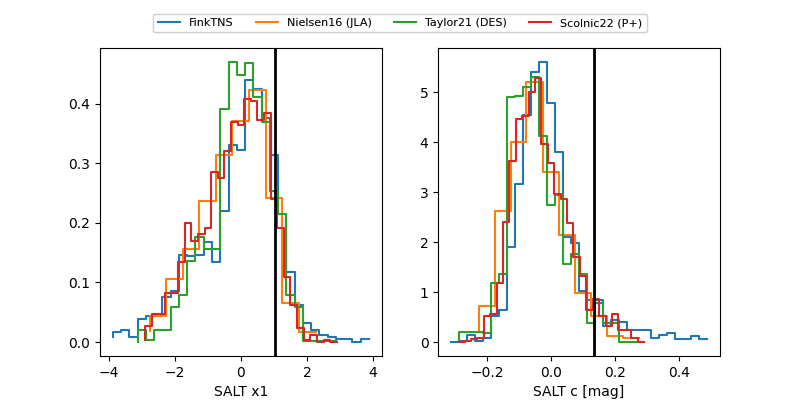 FinkTNS Nielsen16 (JLA) Taylor21 (DES) Scolnic22 (P+)
0.4
0.3
0.2
0.1
0.0
−4 −2 0 2 4
SALT x1
5
4
3
2
1
0
−0.2 0.0 0.2 0.4
SALT c [mag]